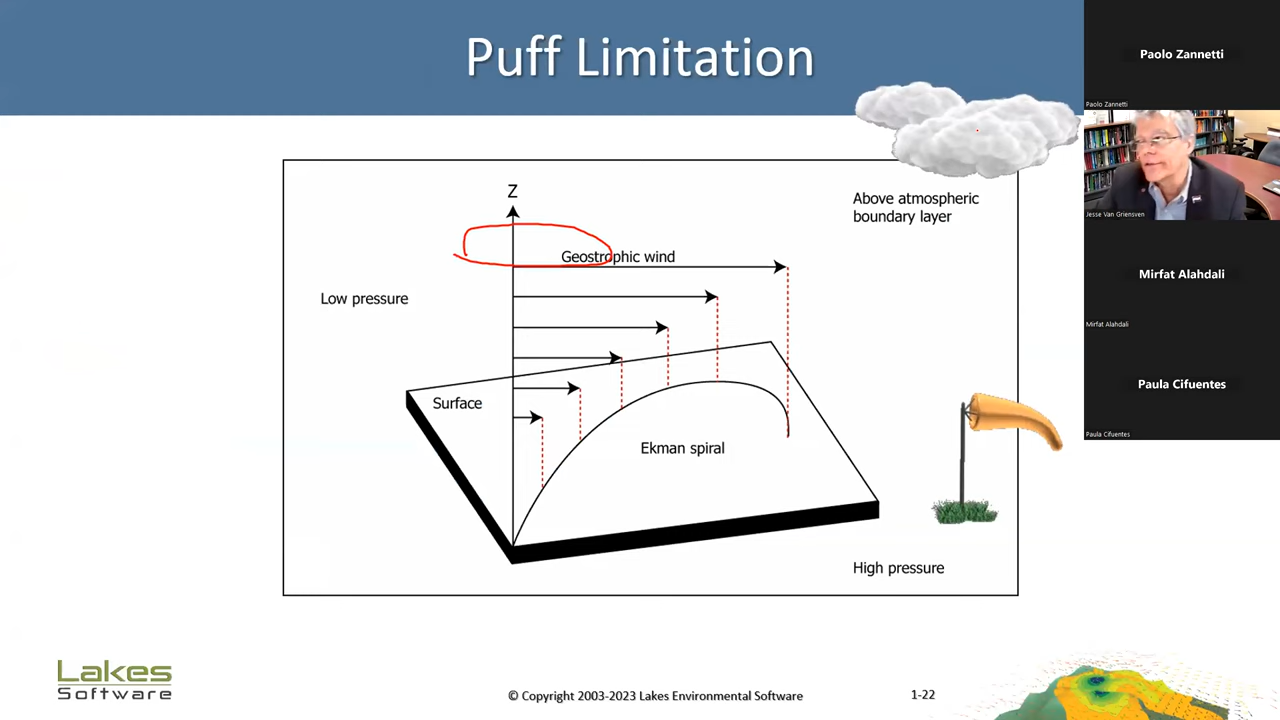 Puff Limitation
Z
Above atmospheric
boundary layer
Geostrophic wind
Low pressure
Surface
Ekman spiral
High pressure
Lakes
Software
© Copyright 2003-2023 Lakes Environmental Software
1-22
Paolo Zannetti
Paolo Zannetti
Jesse Van Griensven
Mirfat Alahdali
Mirfat Alahdali
Paula Cifuentes
Paula Cifuentes